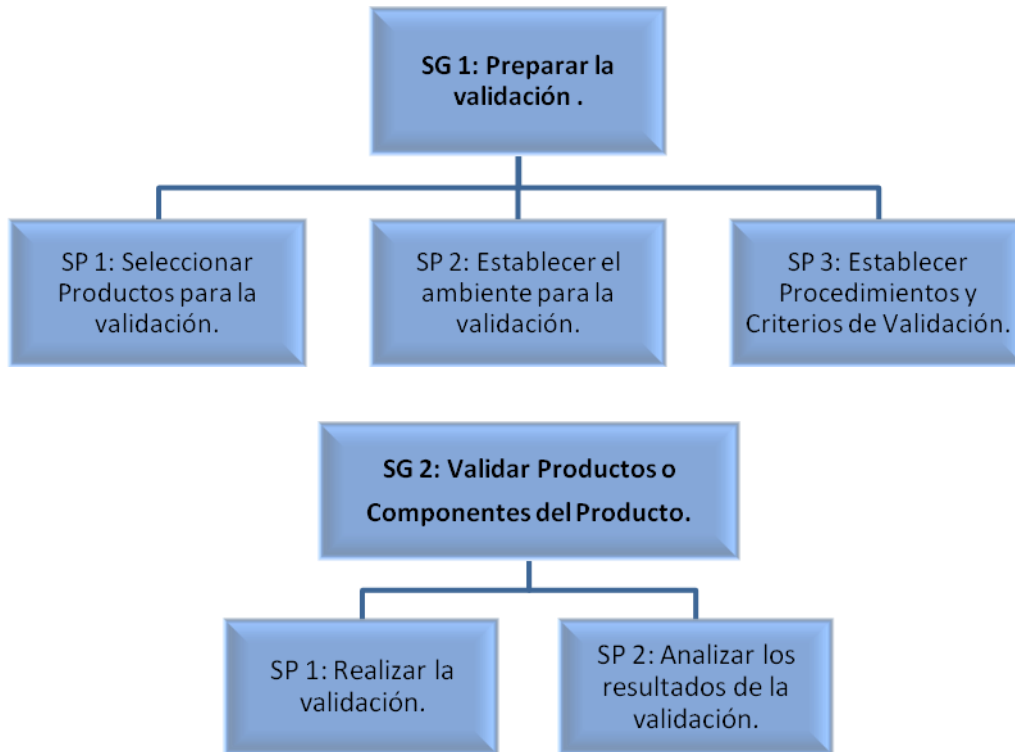 SG 1: Preparar la
validación .
SP 1: Seleccionar
Productos para la
validación.
SP 2: Establecer el
ambiente para la
validación.
SP 3: Establecer
Procedimientos y
Criterios de Validación.
SG 2: Validar Productos o
Componentes del Producto.
SP 1: Realizar la
validación.
SP 2: Analizar los
resultados de la
validación.